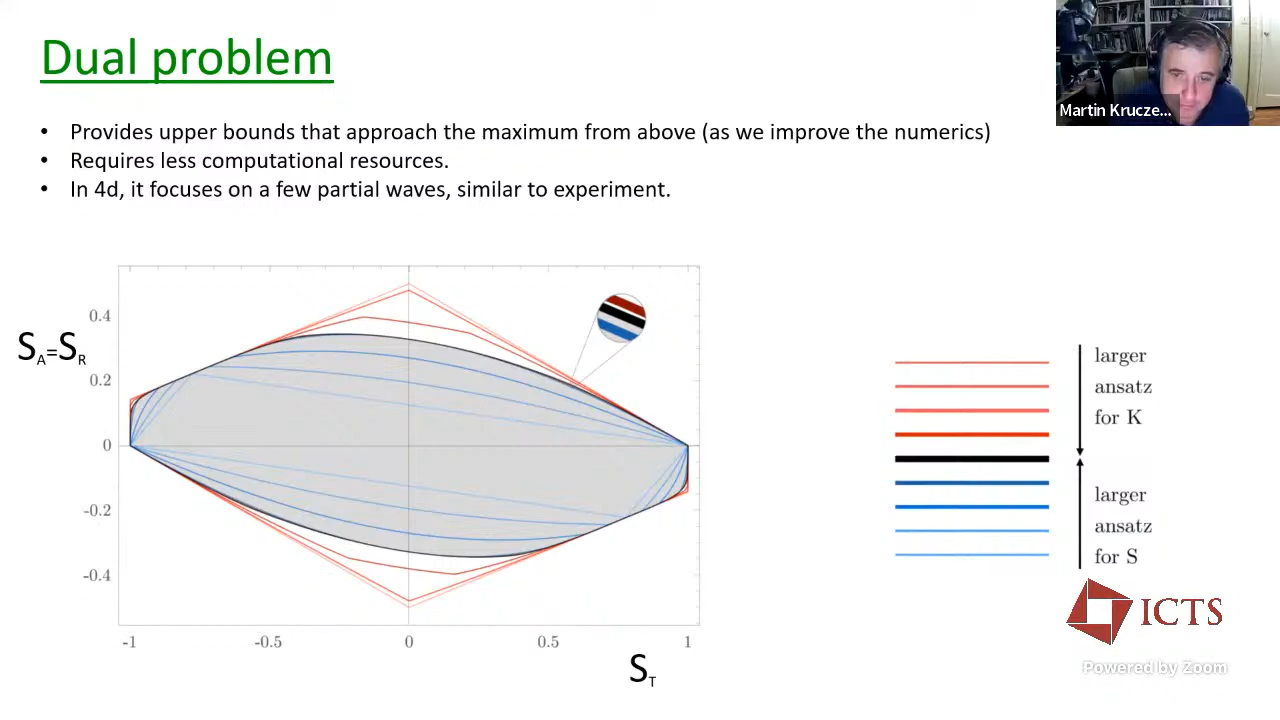 Dual problem
Martin Krucze...
• Provides upper bounds that approach the maximum from above (as we improve the numerics)
• Requires less computational resources.
• In 4d, it focuses on a few partial waves, similar to experiment.
S_A=S_R
0.4
0.2
0
-0.2
-0.4
-1
-0.5
0
0.5
1
S_T
larger
ansatz
for K
larger
ansatz
for S
ICTS
Powered by Zoom